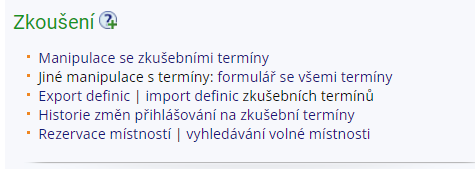 Zkoušení
Manipulace se zkušebními termíny
Jiné manipulace s termíny: formulář se všemi termíny
Export definic | import definic zkušebních termínů
Historie změn přihlášování na zkušební termíny
Rezervace místností | vyhledávání volné místnosti